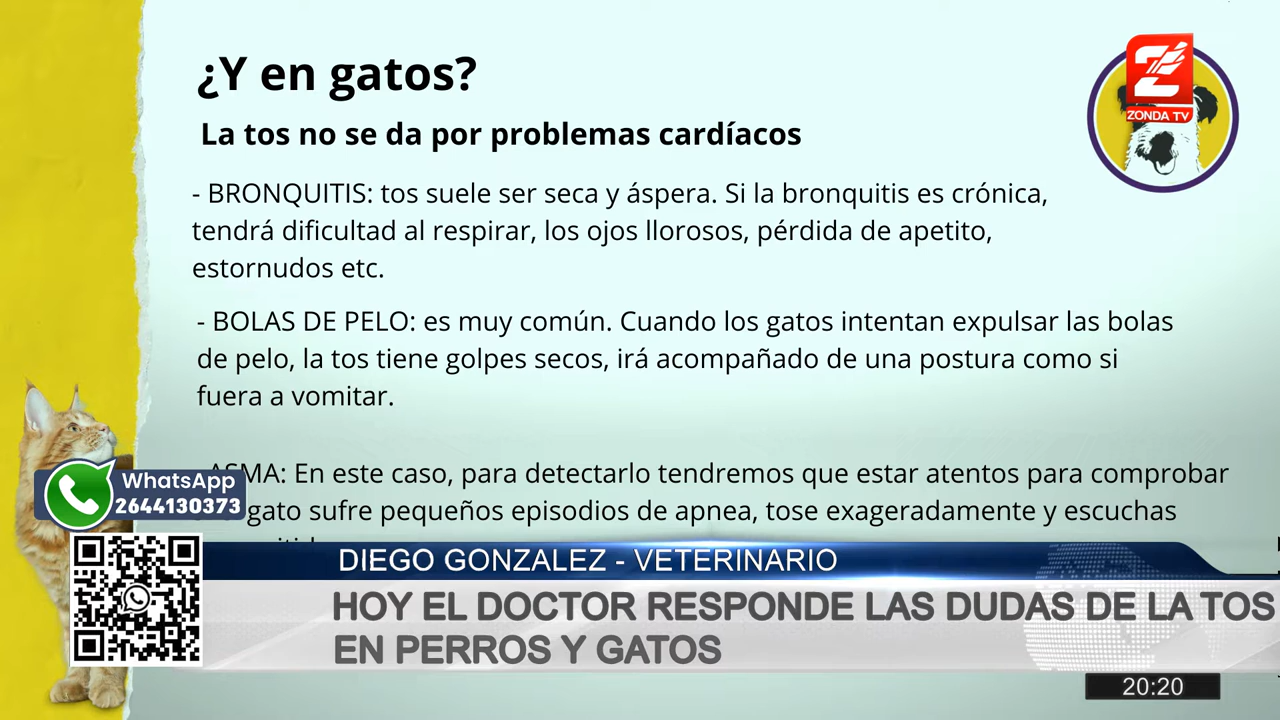 ¿Y en gatos?
La tos no se da por problemas cardíacos
- BRONQUITIS: tos suele ser seca y áspera. Si la bronquitis es crónica,
tendrá dificultad al respirar, los ojos llorosos, pérdida de apetito,
estornudos etc.
- BOLAS DE PELO: es muy común. Cuando los gatos intentan expulsar las bolas
de pelo, la tos tiene golpes secos, irá acompañado de una postura como si
fuera a vomitar.
ASMA: En este caso, para detectarlo tendremos que estar atentos para comprobar
gato sufre pequeños episodios de apnea, tose exageradamente y escuchas
ZONDA TV
WhatsApp
2644130373
DIEGO GONZALEZ - VETERINARIO
HOY EL DOCTOR RESPONDE LAS DUDAS DE LA TOS
EN PERROS Y GATOS
20:20